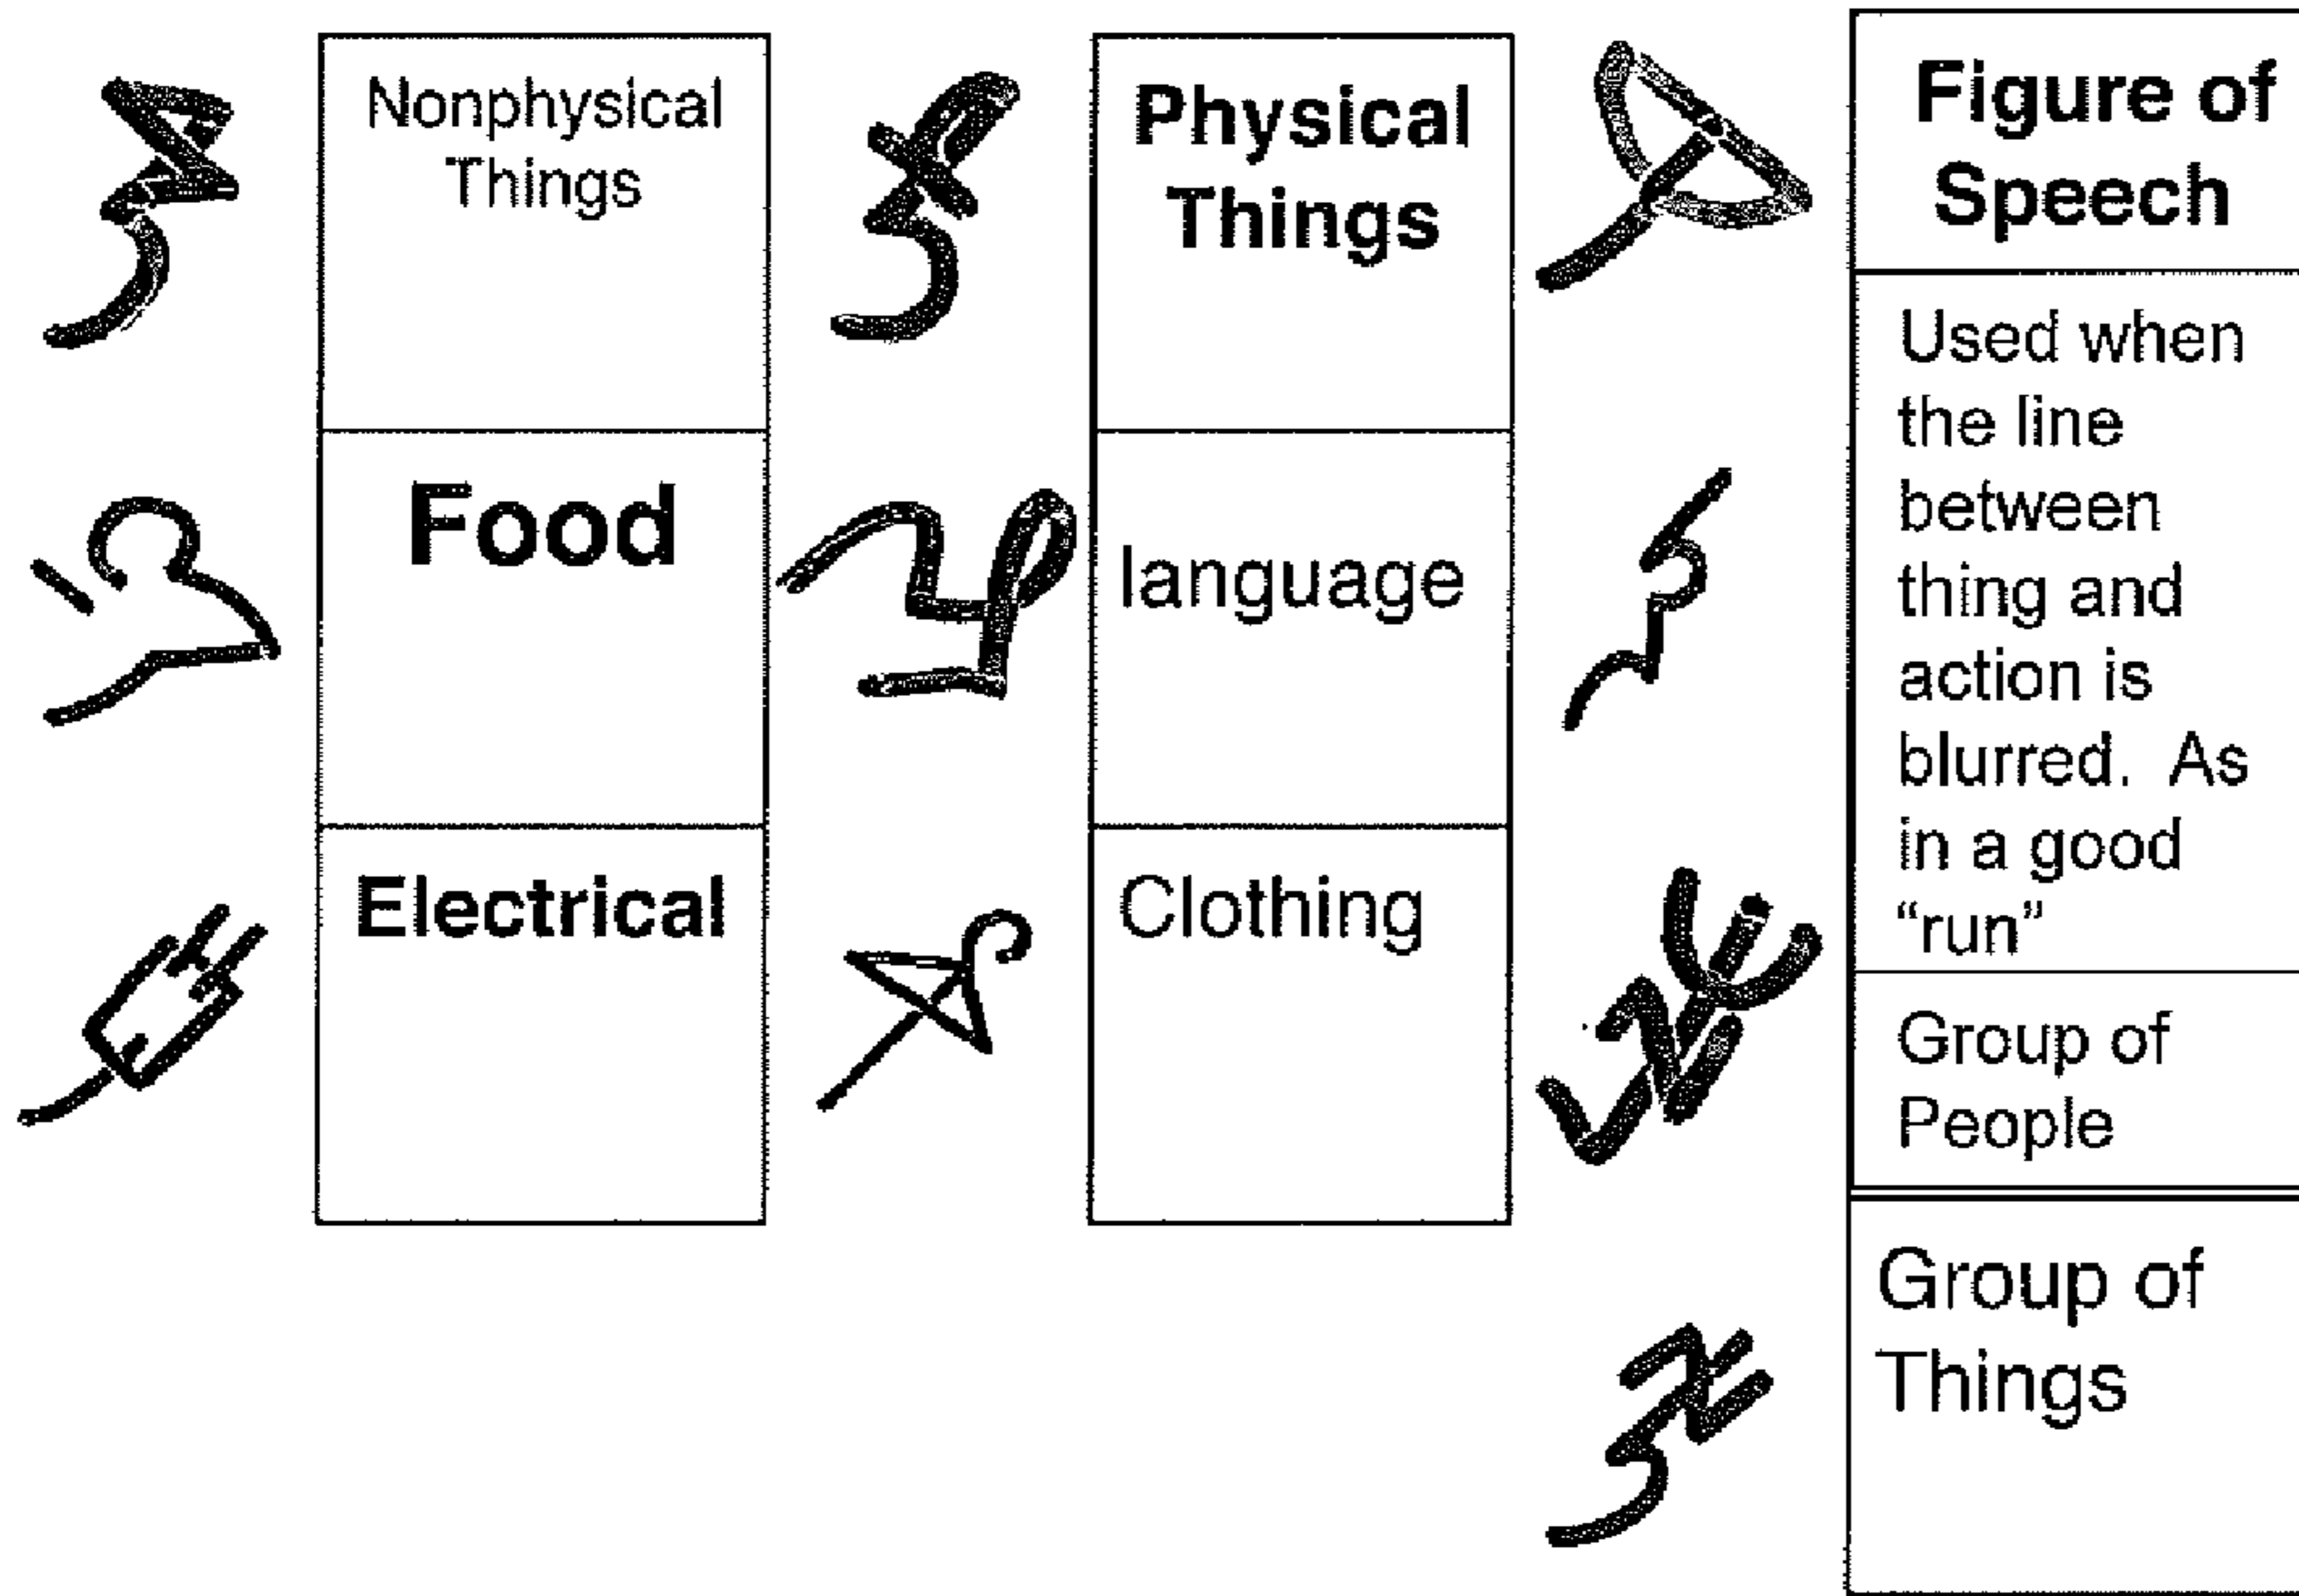 Nonphysical
Things
Food
Electrical
Physical
Things
language
Clothing
Figure of
Speech
Used when
the line
between
thing and
action is
blurred.  As
in a good
“run”
Group of
People
Group of
Things